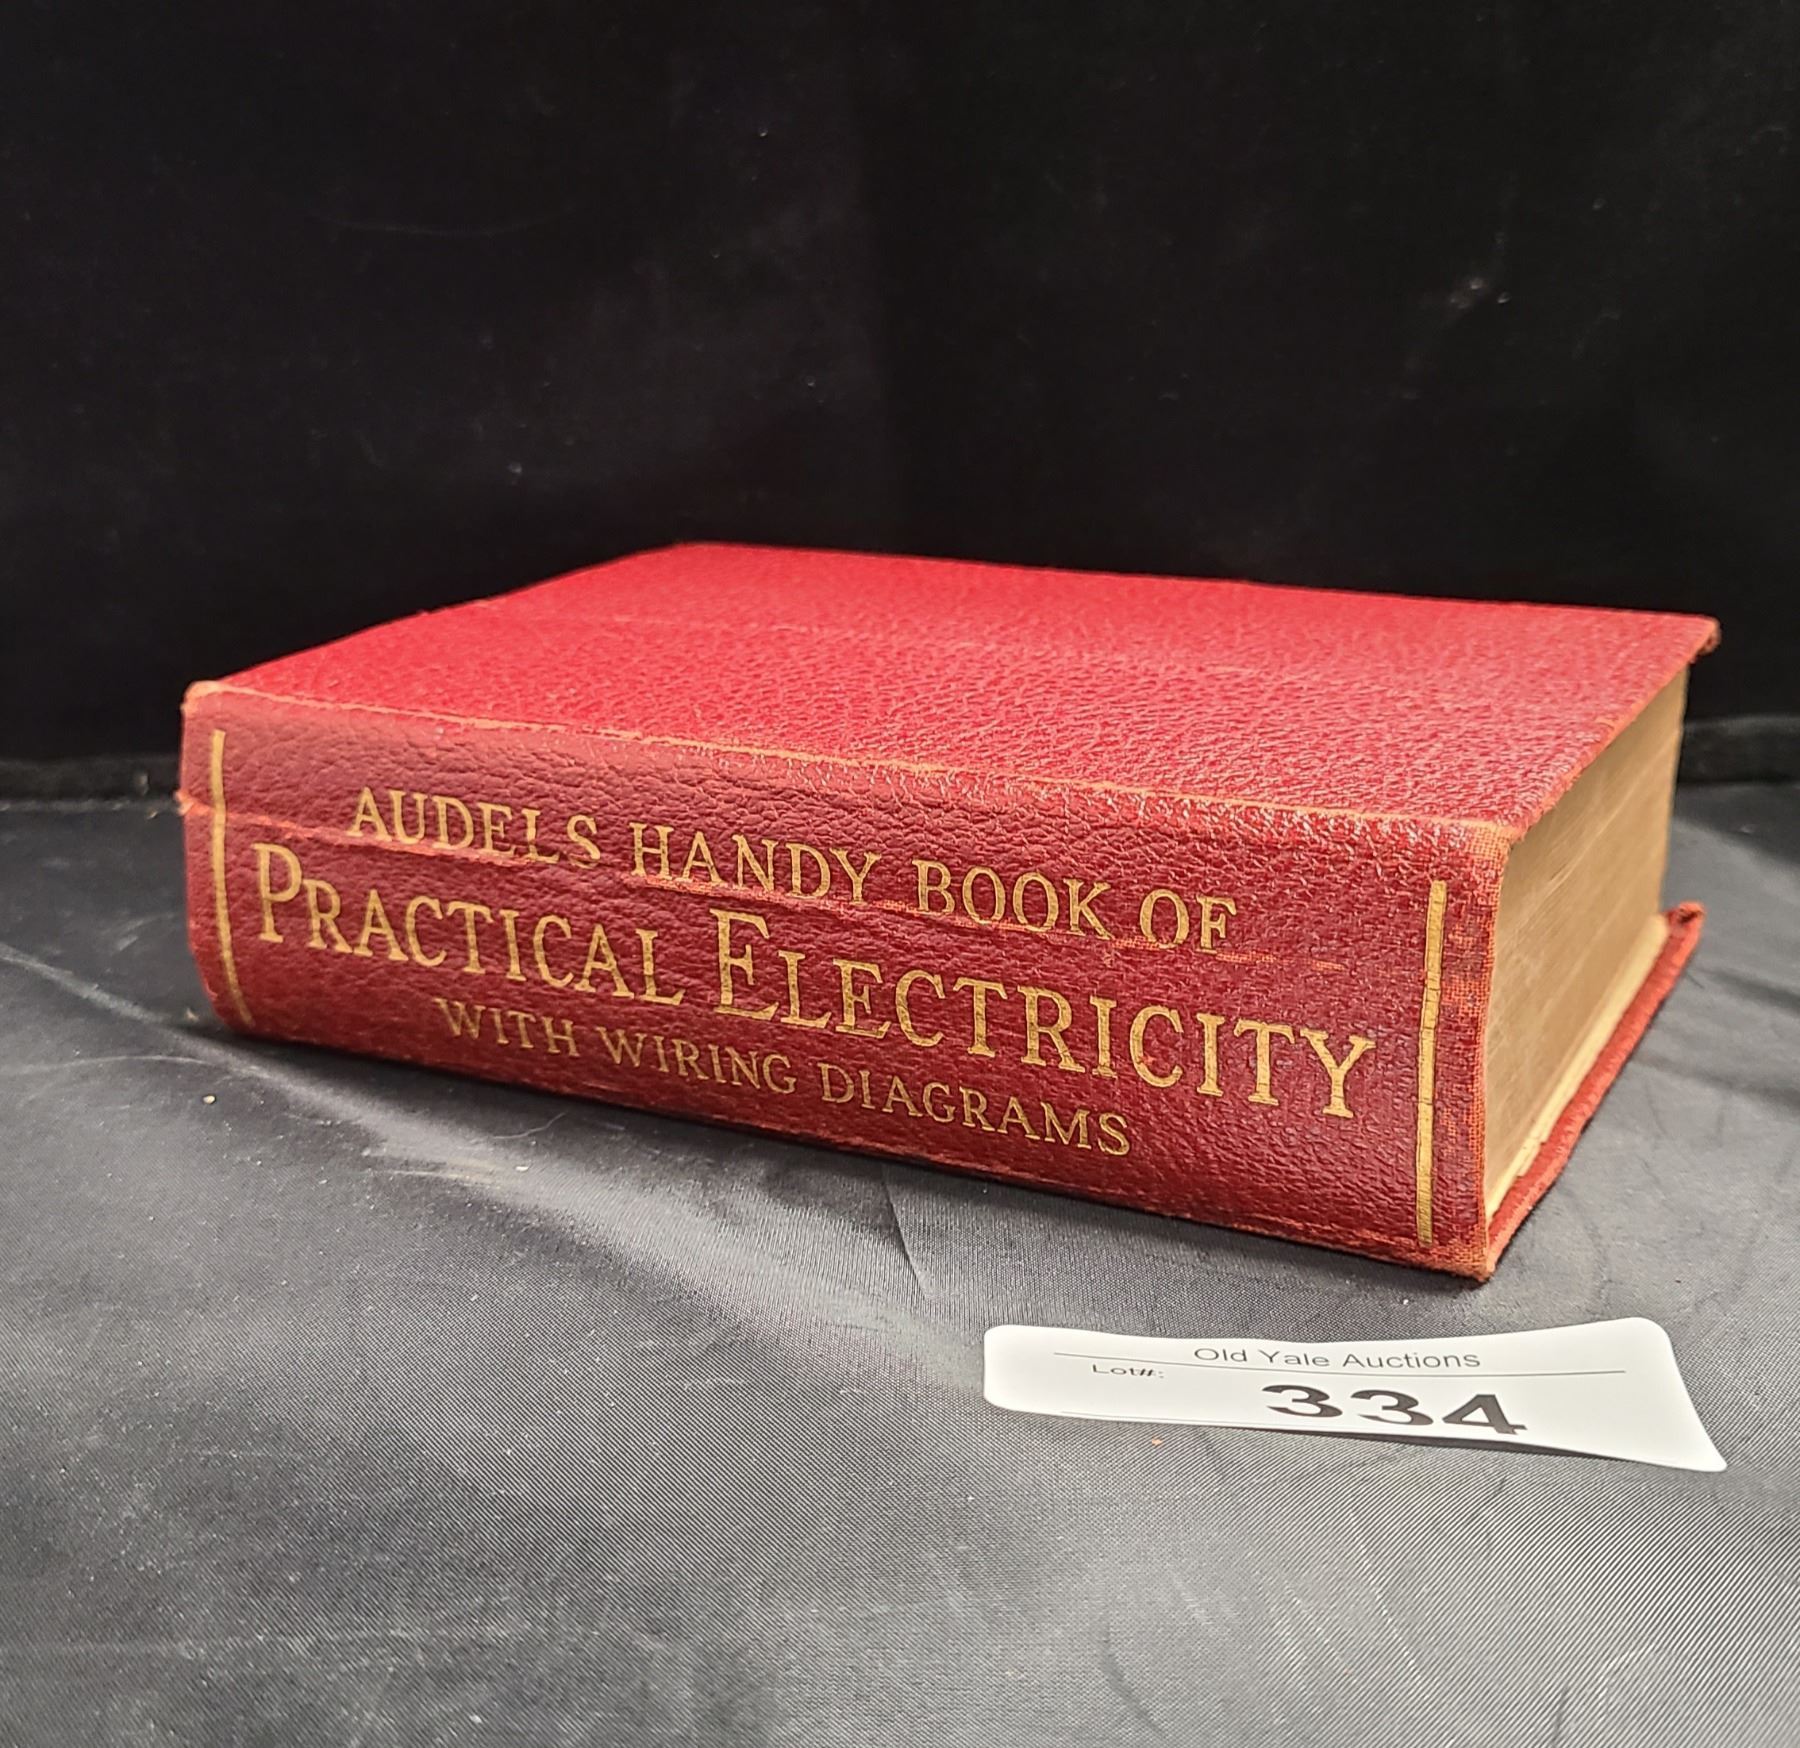 AUDELS HANDY BOOK OF
PRACTICAL ELECTRICITY
WITH WIRING DIAGRAMS
Old Yale Auctions
Lot#:
334